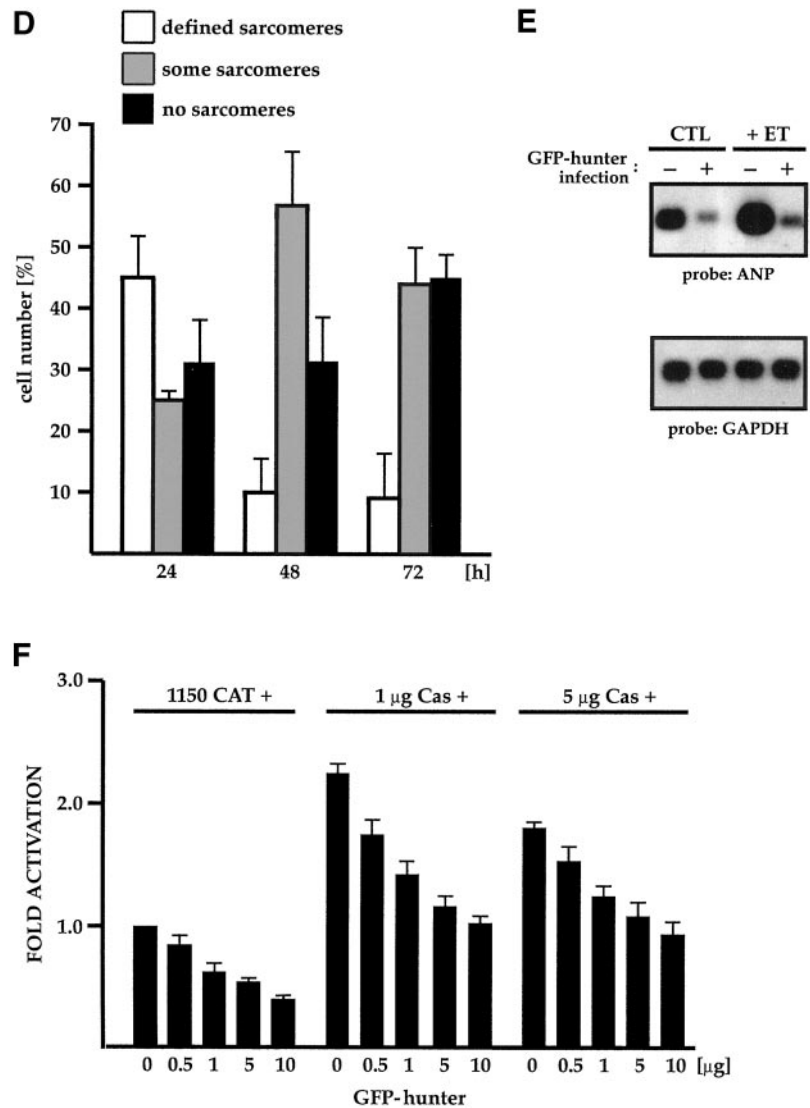 D
defined sarcomeres
some sarcomeres
no sarcomeres
70
60
50
40
30
20
10
cell number [%]
24 48 72 [h]
E
CTL + ET
GFP-hunter
infection :
– + – +
probe: ANP
probe: GAPDH
F
3.0
2.0
1.0
FOLD ACTIVATION
1150 CAT + 1 µg Cas + 5 µg Cas +
0 0.5 1 5 10 0 0.5 1 5 10 0 0.5 1 5 10 [µg]
GFP-hunter